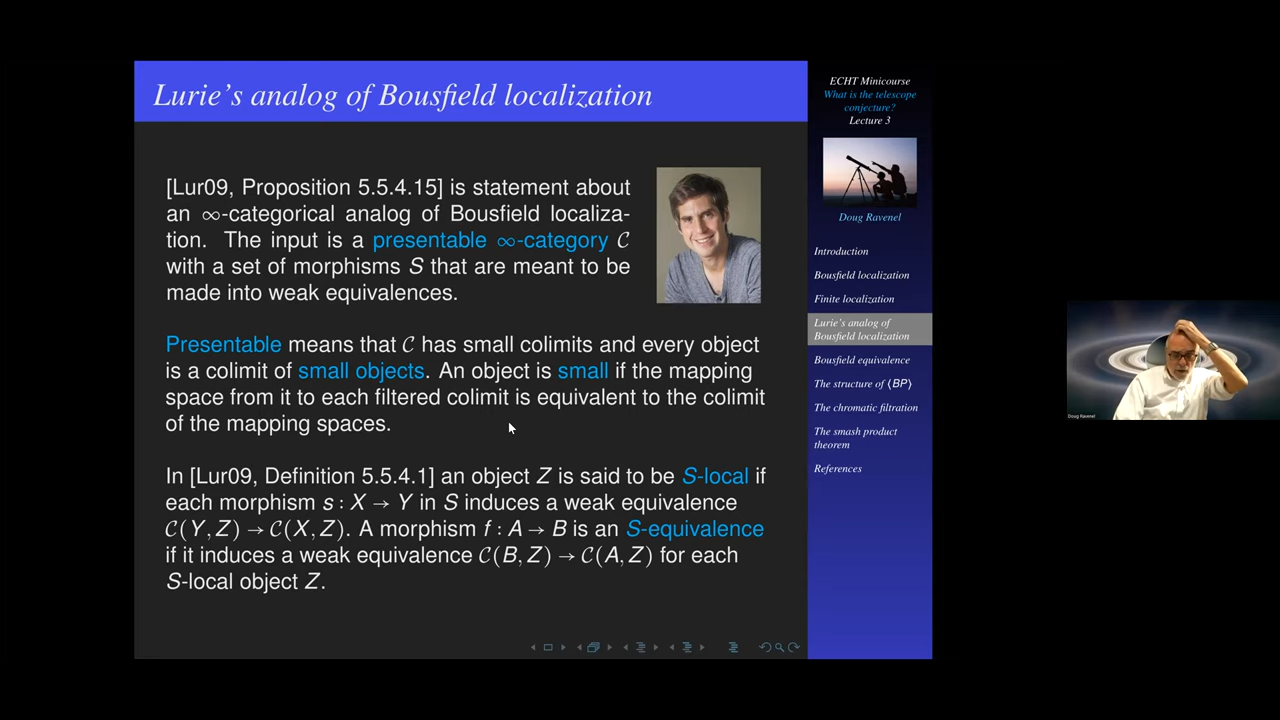 Lurie's analog of Bousfield localization
[Lur09, Proposition 5.5.4.15] is statement about
an ∞-categorical analog of Bousfield localiza-
tion. The input is a presentable ∞-category C
with a set of morphisms S that are meant to be
made into weak equivalences.
Presentable means that C has small colimits and every object
is a colimit of small objects. An object is small if the mapping
space from it to each filtered colimit is equivalent to the colimit
of the mapping spaces.
In [Lur09, Definition 5.5.4.1] an object Z is said to be S-local if
each morphism s : X → Y in S induces a weak equivalence
C(Y, Z) → C(X, Z). A morphism f : A → B is an S-equivalence
if it induces a weak equivalence C(B, Z) → C(A, Z) for each
S-local object Z.
ECHT Minicourse
What is the telescope
conjecture?
Lecture 3
Doug Ravenel
Introduction
Bousfield localization
Finite localization
Lurie's analog of
Bousfield localization
Bousfield equivalence
The structure of ⟨BP⟩
The chromatic filtration
The smash product
theorem
References
Doug Ravenel